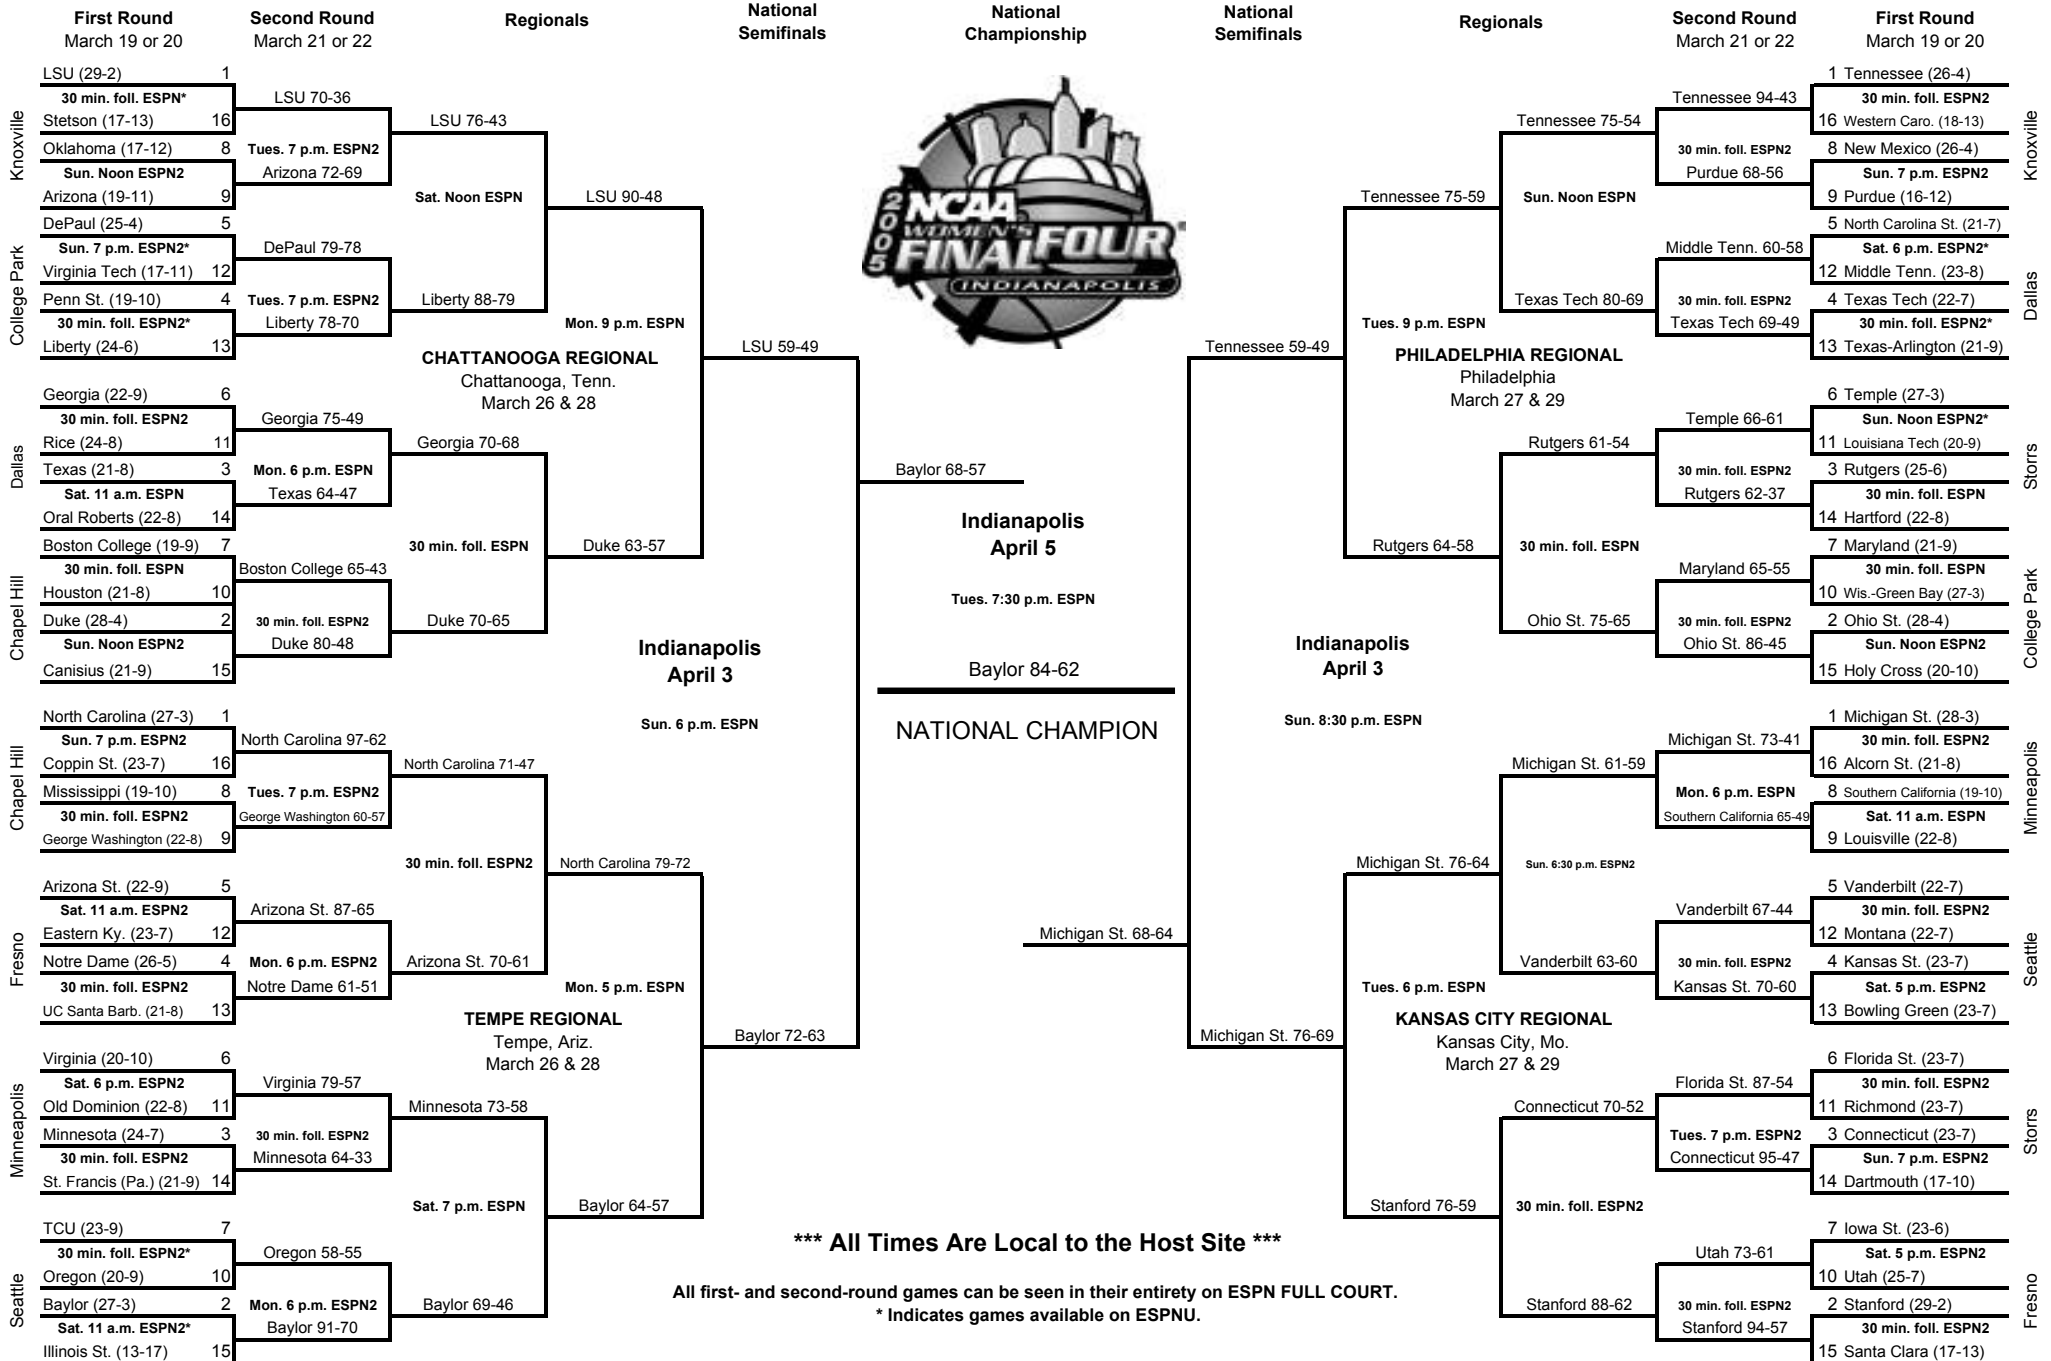 First Round
March 19 or 20
Second Round
March 21 or 22
Regionals
National
Semifinals
National
Championship
National
Semifinals
Regionals
Second Round
March 21 or 22
First Round
March 19 or 20
Knoxville
LSU (29-2) 1
30 min. foll. ESPN*
Stetson (17-13) 16
Oklahoma (17-12) 8
Sun. Noon ESPN2
Arizona (19-11) 9
College Park
DePaul (25-4) 5
Sun. 7 p.m. ESPN2*
Virginia Tech (17-11) 12
Penn St. (19-10) 4
30 min. foll. ESPN2*
Liberty (24-6) 13
Dallas
Georgia (22-9) 6
30 min. foll. ESPN2
Rice (24-8) 11
Texas (21-8) 3
Sat. 11 a.m. ESPN
Oral Roberts (22-8) 14
Chapel Hill
Boston College (19-9) 7
30 min. foll. ESPN
Houston (21-8) 10
Duke (28-4) 2
Sun. Noon ESPN2
Canisius (21-9) 15
Chapel Hill
North Carolina (27-3) 1
Sun. 7 p.m. ESPN2
Coppin St. (23-7) 16
Mississippi (19-10) 8
30 min. foll. ESPN2
George Washington (22-8) 9
Fresno
Arizona St. (22-9) 5
Sat. 11 a.m. ESPN2
Eastern Ky. (23-7) 12
Notre Dame (26-5) 4
30 min. foll. ESPN2
UC Santa Barb. (21-8) 13
Minneapolis
Virginia (20-10) 6
Sat. 6 p.m. ESPN2
Old Dominion (22-8) 11
Minnesota (24-7) 3
30 min. foll. ESPN2
St. Francis (Pa.) (21-9) 14
Seattle
TCU (23-9) 7
30 min. foll. ESPN2*
Oregon (20-9) 10
Baylor (27-3) 2
Sat. 11 a.m. ESPN2*
Illinois St. (13-17) 15
LSU 70-36
Tues. 7 p.m. ESPN2
Arizona 72-69
DePaul 79-78
Tues. 7 p.m. ESPN2
Liberty 78-70
Georgia 75-49
Mon. 6 p.m. ESPN
Texas 64-47
Boston College 65-43
30 min. foll. ESPN2
Duke 80-48
North Carolina 97-62
Tues. 7 p.m. ESPN2
George Washington 60-57
Arizona St. 87-65
Mon. 6 p.m. ESPN2
Notre Dame 61-51
Virginia 79-57
30 min. foll. ESPN2
Minnesota 64-33
Oregon 58-55
Mon. 6 p.m. ESPN2
Baylor 91-70
LSU 76-43
Sat. Noon ESPN
Liberty 88-79
Georgia 70-68
30 min. foll. ESPN
Duke 70-65
North Carolina 71-47
30 min. foll. ESPN2
Arizona St. 70-61
Minnesota 73-58
Sat. 7 p.m. ESPN
Baylor 69-46
LSU 90-48
Mon. 9 p.m. ESPN
CHATTANOOGA REGIONAL
Chattanooga, Tenn.
March 26 & 28
Duke 63-57
North Carolina 79-72
Mon. 5 p.m. ESPN
TEMPE REGIONAL
Tempe, Ariz.
March 26 & 28
Baylor 64-57
LSU 59-49
Indianapolis
April 3
Sun. 6 p.m. ESPN
Baylor 72-63
2005
NCAA
WOMEN'S
FINAL FOUR
INDIANAPOLIS
Baylor 68-57
Indianapolis
April 5
Tues. 7:30 p.m. ESPN
Baylor 84-62
NATIONAL CHAMPION
Michigan St. 68-64
*** All Times Are Local to the Host Site ***
All first- and second-round games can be seen in their entirety on ESPN FULL COURT.
* Indicates games available on ESPNU.
Tennessee 59-49
Indianapolis
April 3
Sun. 8:30 p.m. ESPN
Michigan St. 76-69
Tennessee 75-59
Tues. 9 p.m. ESPN
PHILADELPHIA REGIONAL
Philadelphia
March 27 & 29
Rutgers 64-58
Michigan St. 76-64
Tues. 6 p.m. ESPN
KANSAS CITY REGIONAL
Kansas City, Mo.
March 27 & 29
Stanford 76-59
Tennessee 75-54
Sun. Noon ESPN
Texas Tech 80-69
Rutgers 61-54
30 min. foll. ESPN
Ohio St. 75-65
Michigan St. 61-59
Sun. 6:30 p.m. ESPN2
Vanderbilt 63-60
Connecticut 70-52
30 min. foll. ESPN2
Stanford 88-62
Tennessee 94-43
30 min. foll. ESPN2
Purdue 68-56
Middle Tenn. 60-58
30 min. foll. ESPN2
Texas Tech 69-49
Temple 66-61
30 min. foll. ESPN2
Rutgers 62-37
Maryland 65-55
30 min. foll. ESPN2
Ohio St. 86-45
Michigan St. 73-41
Mon. 6 p.m. ESPN
Southern California 65-49
Vanderbilt 67-44
30 min. foll. ESPN2
Kansas St. 70-60
Florida St. 87-54
Tues. 7 p.m. ESPN2
Connecticut 95-47
Utah 73-61
30 min. foll. ESPN2
Stanford 94-57
1 Tennessee (26-4)
30 min. foll. ESPN2
16 Western Caro. (18-13)
8 New Mexico (26-4)
Sun. 7 p.m. ESPN2
9 Purdue (16-12)
Knoxville
5 North Carolina St. (21-7)
Sat. 6 p.m. ESPN2*
12 Middle Tenn. (23-8)
4 Texas Tech (22-7)
30 min. foll. ESPN2*
13 Texas-Arlington (21-9)
Dallas
6 Temple (27-3)
Sun. Noon ESPN2*
11 Louisiana Tech (20-9)
3 Rutgers (25-6)
30 min. foll. ESPN
14 Hartford (22-8)
Storrs
7 Maryland (21-9)
30 min. foll. ESPN
10 Wis.-Green Bay (27-3)
2 Ohio St. (28-4)
Sun. Noon ESPN2
15 Holy Cross (20-10)
College Park
1 Michigan St. (28-3)
30 min. foll. ESPN2
16 Alcorn St. (21-8)
8 Southern California (19-10)
Sat. 11 a.m. ESPN
9 Louisville (22-8)
Minneapolis
5 Vanderbilt (22-7)
30 min. foll. ESPN2
12 Montana (22-7)
4 Kansas St. (23-7)
Sat. 5 p.m. ESPN2
13 Bowling Green (23-7)
Seattle
6 Florida St. (23-7)
30 min. foll. ESPN2
11 Richmond (23-7)
3 Connecticut (23-7)
Sun. 7 p.m. ESPN2
14 Dartmouth (17-10)
Storrs
7 Iowa St. (23-6)
Sat. 5 p.m. ESPN2
10 Utah (25-7)
2 Stanford (29-2)
30 min. foll. ESPN2
15 Santa Clara (17-13)
Fresno